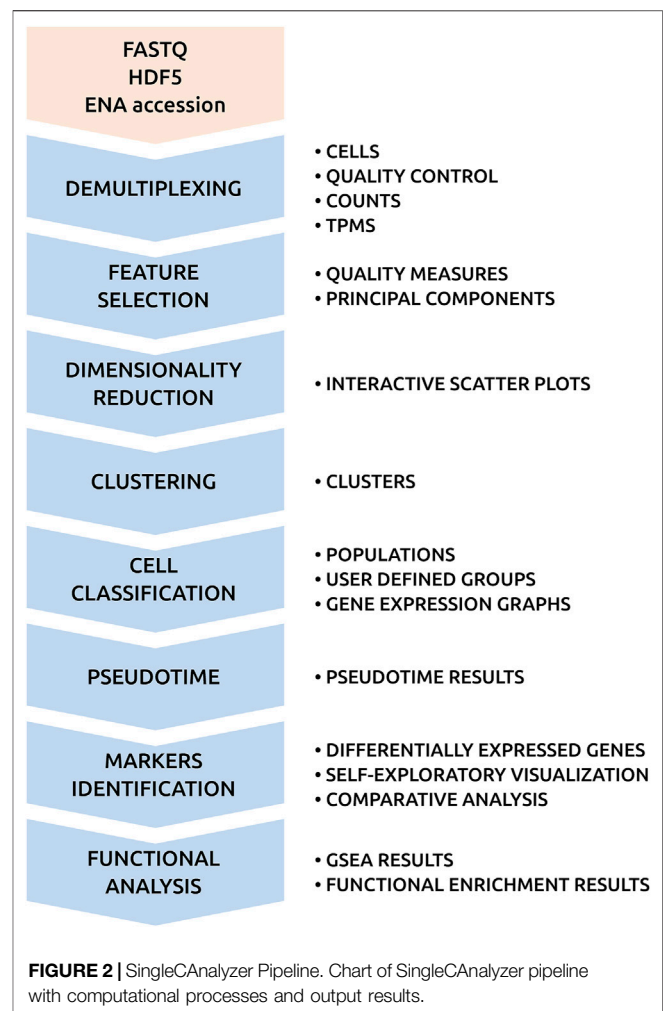 FASTQ
HDF5
ENA accession
DEMULTIPLEXING
• CELLS
• QUALITY CONTROL
• COUNTS
• TPMS
FEATURE
SELECTION
• QUALITY MEASURES
• PRINCIPAL COMPONENTS
DIMENSIONALITY
REDUCTION
• INTERACTIVE SCATTER PLOTS
CLUSTERING
• CLUSTERS
CELL
CLASSIFICATION
• POPULATIONS
• USER DEFINED GROUPS
• GENE EXPRESSION GRAPHS
PSEUDOTIME
• PSEUDOTIME RESULTS
MARKERS
IDENTIFICATION
• DIFFERENTIALLY EXPRESSED GENES
• SELF-EXPLORATORY VISUALIZATION
• COMPARATIVE ANALYSIS
FUNCTIONAL
ANALYSIS
• GSEA RESULTS
• FUNCTIONAL ENRICHMENT RESULTS
FIGURE 2 | SingleCAnalyzer Pipeline. Chart of SingleCAnalyzer pipeline
with computational processes and output results.